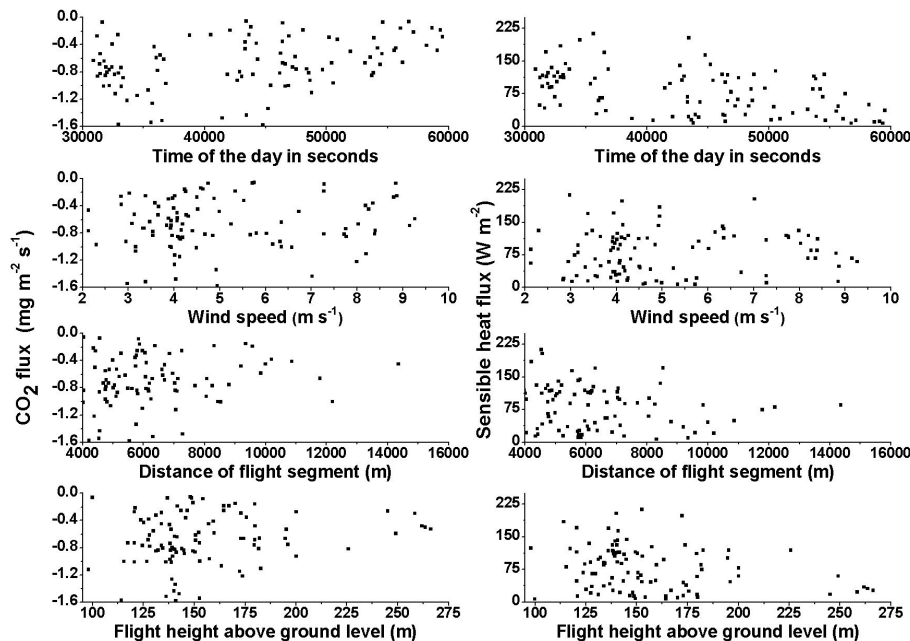 0.0 -0.4 -0.8 -1.2 -1.6
30000 40000 50000 60000
Time of the day in seconds
225 150 75 0
30000 40000 50000 60000
Time of the day in seconds
CO2 flux (mg m-2 s-1)
0.0 -0.4 -0.8 -1.2 -1.6
2 3 4 5 6 7 8 9 10
Wind speed (m s-1)
Sensible heat flux (W m-2)
225 150 75 0
2 3 4 5 6 7 8 9 10
Wind speed (m s-1)
0.0 -0.4 -0.8 -1.2 -1.6
4000 6000 8000 10000 12000 14000 16000
Distance of flight segment (m)
225 150 75 0
4000 6000 8000 10000 12000 14000 16000
Distance of flight segment (m)
0.0 -0.4 -0.8 -1.2 -1.6
100 125 150 175 200 225 250 275
Flight height above ground level (m)
225 150 75 0
100 125 150 175 200 225 250 275
Flight height above ground level (m)